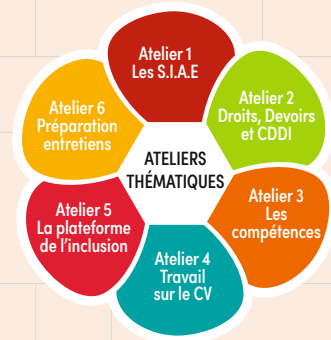 Atelier 1
Les S.I.A.E
Atelier 2
Droits, Devoirs
et CDDI
Atelier 3
Les
compétences
Atelier 4
Travail
sur le CV
Atelier 5
La plateforme
de l'inclusion
Atelier 6
Préparation
entretiens
ATELIERS
THÉMATIQUES